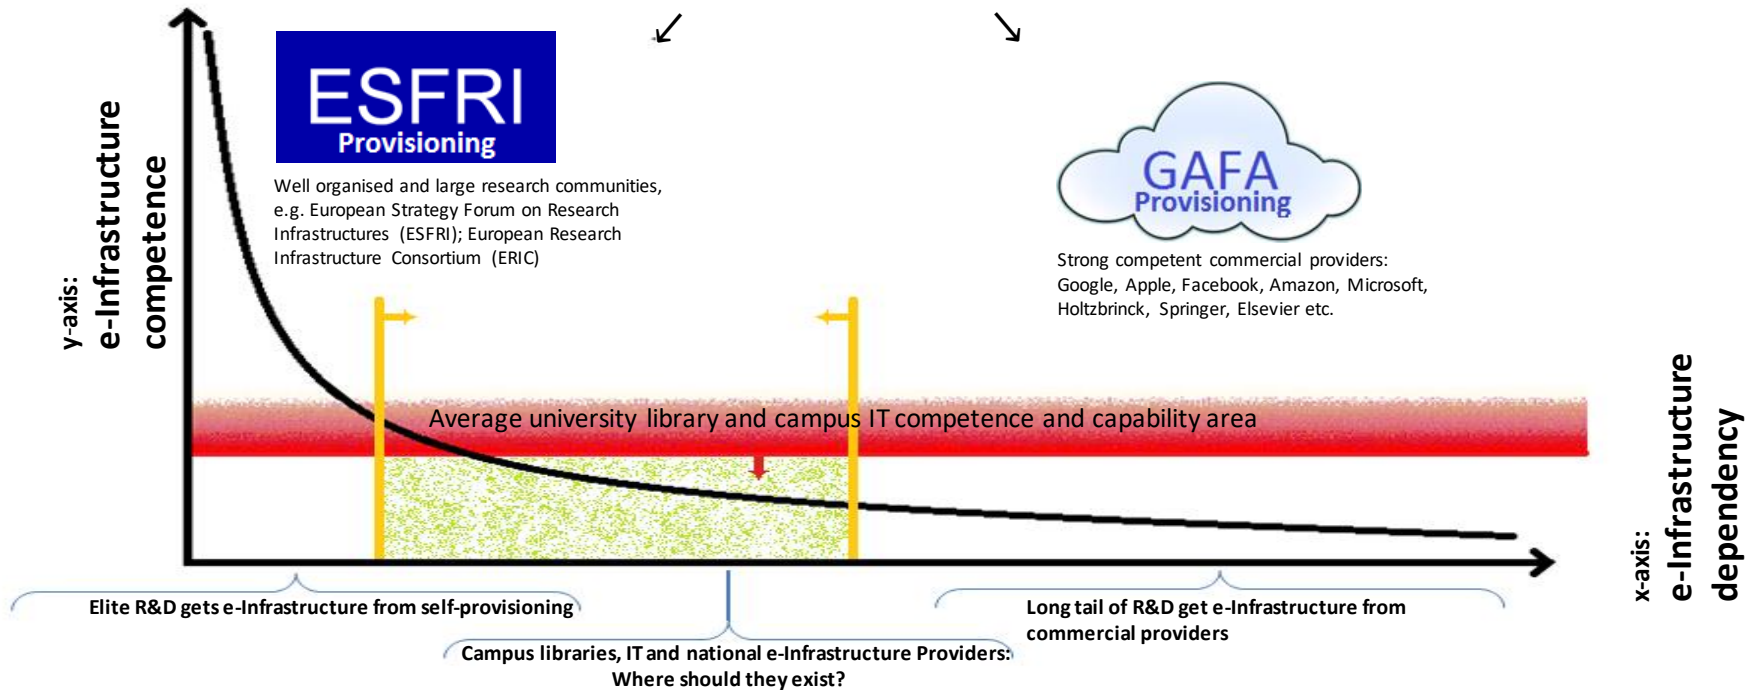 y-axis:
e-Infrastructure
competence
ESFRI
Provisioning
Well organised and large research communities,
e.g. European Strategy Forum on Research
Infrastructures (ESFRI); European Research
Infrastructure Consortium (ERIC)
GAFA
Provisioning
Strong competent commercial providers:
Google, Apple, Facebook, Amazon, Microsoft,
Holtzbrinck, Springer, Elsevier etc.
Average university library and campus IT competence and capability area
x-axis:
e-Infrastructure
dependency
Elite R&D gets e-Infrastructure from self-provisioning
Campus libraries, IT and national e-Infrastructure Providers:
Where should they exist?
Long tail of R&D get e-Infrastructure from
commercial providers